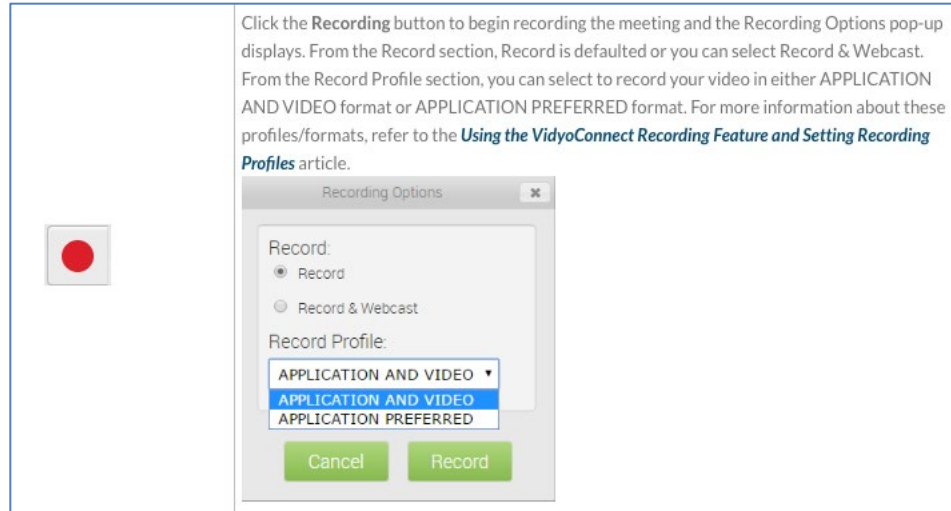 Click the Recording button to begin recording the meeting and the Recording Options pop-up
displays. From the Record section, Record is defaulted or you can select Record & Webcast.
From the Record Profile section, you can select to record your video in either APPLICATION
AND VIDEO format or APPLICATION PREFERRED format. For more information about these
profiles/formats, refer to the Using the VidyoConnect Recording Feature and Setting Recording
Profiles article.
Recording Options
Record:
Record
Record & Webcast
Record Profile:
APPLICATION AND VIDEO
APPLICATION AND VIDEO
APPLICATION PREFERRED
Cancel Record